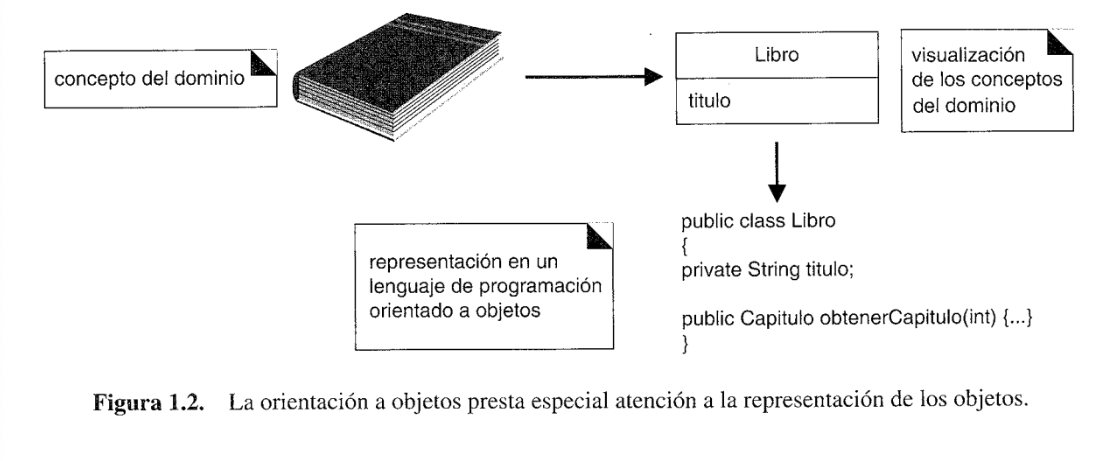 concepto del dominio
Libro
titulo
visualización
de los conceptos
del dominio
representación en un
lenguaje de programación
orientado a objetos
public class Libro
{
private String titulo;
public Capitulo obtenerCapitulo(int) {...}
}
Figura 1.2. La orientación a objetos presta especial atención a la representación de los objetos.